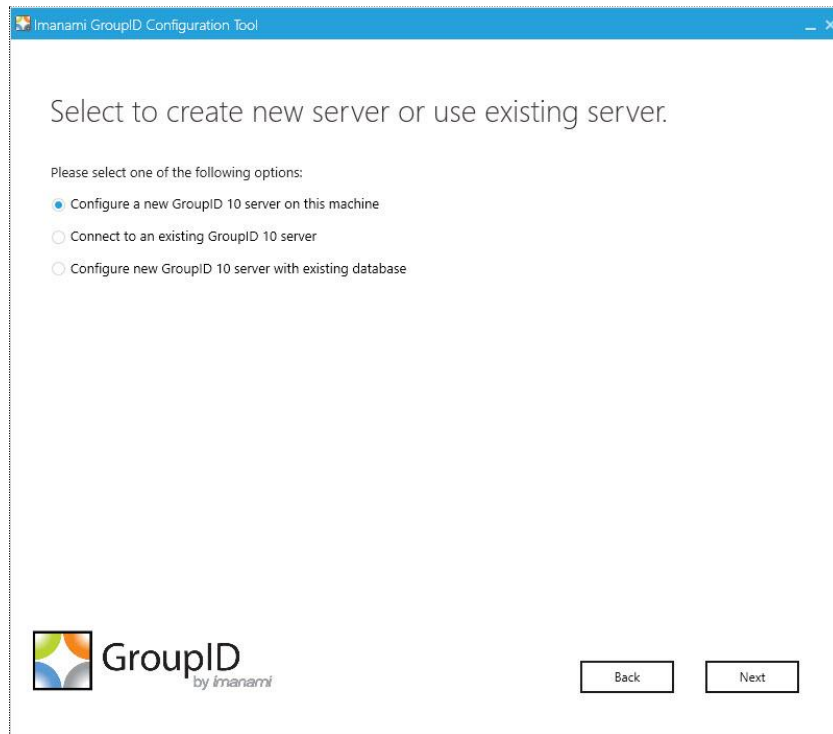 Imanami GroupID Configuration Tool
Select to create new server or use existing server.
Please select one of the following options:
Configure a new GroupID 10 server on this machine
Connect to an existing GroupID 10 server
Configure new GroupID 10 server with existing database
GroupID
by imanami
Back
Next